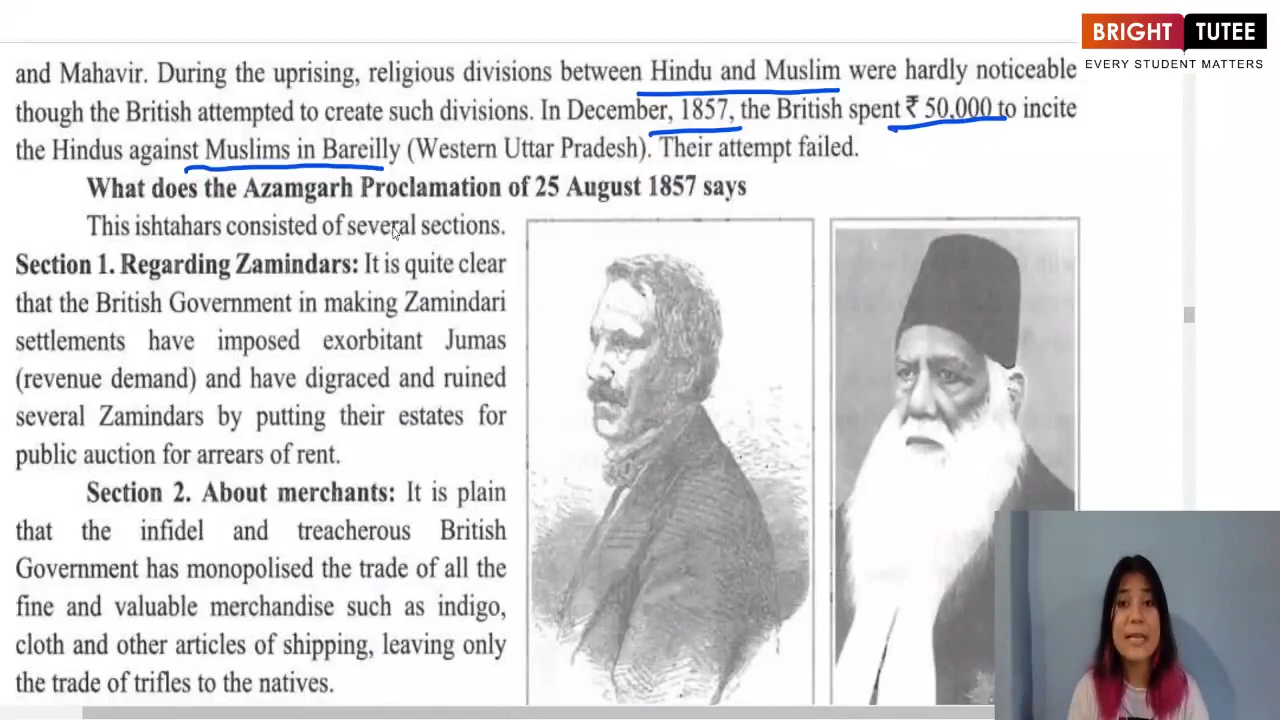 BRIGHT TUTEE
EVERY STUDENT MATTERS
and Mahavir. During the uprising, religious divisions between Hindu and Muslim were hardly noticeable
though the British attempted to create such divisions. In December, 1857, the British spent ₹ 50,000 to incite
the Hindus against Muslims in Bareilly (Western Uttar Pradesh). Their attempt failed.
What does the Azamgarh Proclamation of 25 August 1857 says
This ishtahars consisted of several sections.
Section 1. Regarding Zamindars: It is quite clear
that the British Government in making Zamindari
settlements have imposed exorbitant Jumas
(revenue demand) and have digraced and ruined
several Zamindars by putting their estates for
public auction for arrears of rent.
Section 2. About merchants: It is plain
that the infidel and treacherous British
Government has monopolised the trade of all the
fine and valuable merchandise such as indigo,
cloth and other articles of shipping, leaving only
the trade of trifles to the natives.